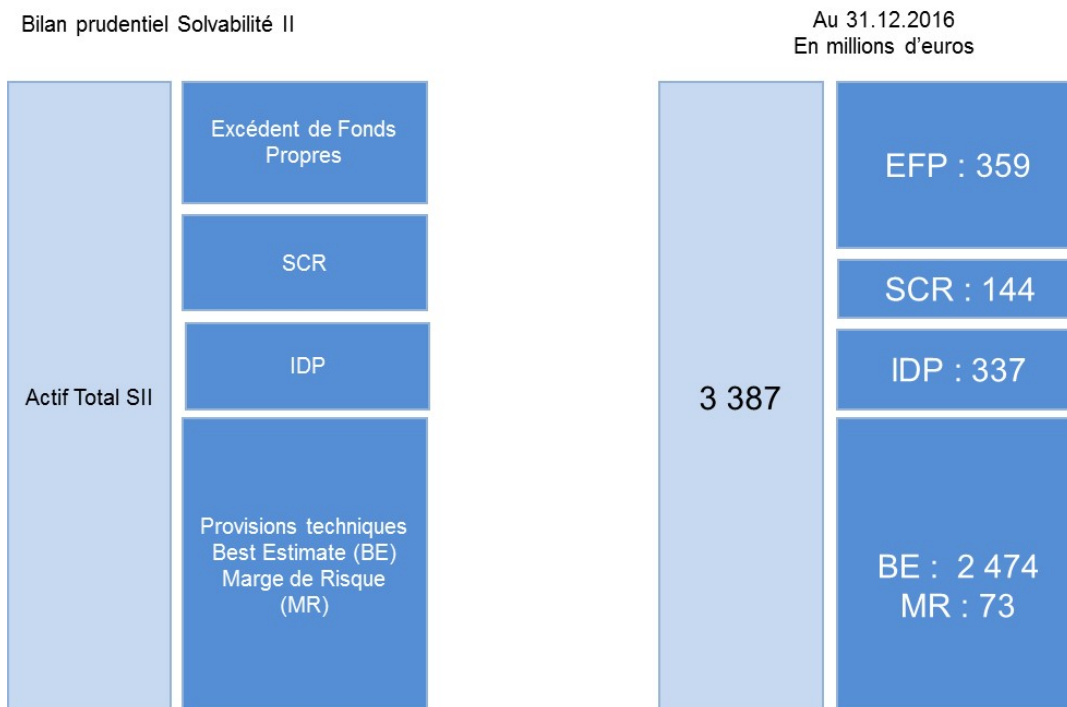 Bilan prudentiel Solvabilité II
Au 31.12.2016
En millions d’euros
Actif Total SII
Excédent de Fonds
Propres
SCR
IDP
Provisions techniques
Best Estimate (BE)
Marge de Risque
(MR)
3 387
EFP : 359
SCR : 144
IDP : 337
BE : 2 474
MR : 73